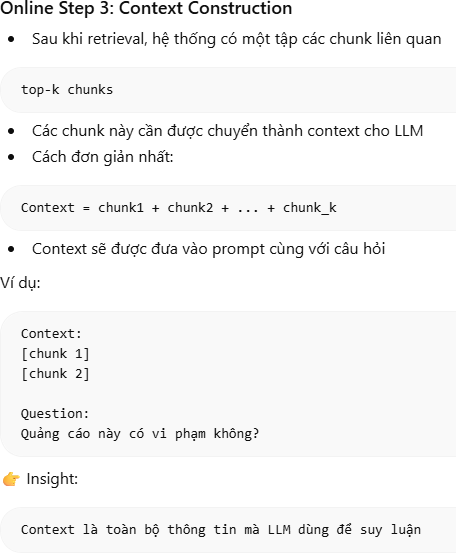 Online Step 3: Context Construction
• Sau khi retrieval, hệ thống có một tập các chunk liên quan
top-k chunks
• Các chunk này cần được chuyển thành context cho LLM
• Cách đơn giản nhất:
Context = chunk1 + chunk2 + ... + chunk_k
• Context sẽ được đưa vào prompt cùng với câu hỏi
Ví dụ:
Context:
[chunk 1]
[chunk 2]
Question:
Quảng cáo này có vi phạm không?
👉 Insight:
Context là toàn bộ thông tin mà LLM dùng để suy luận